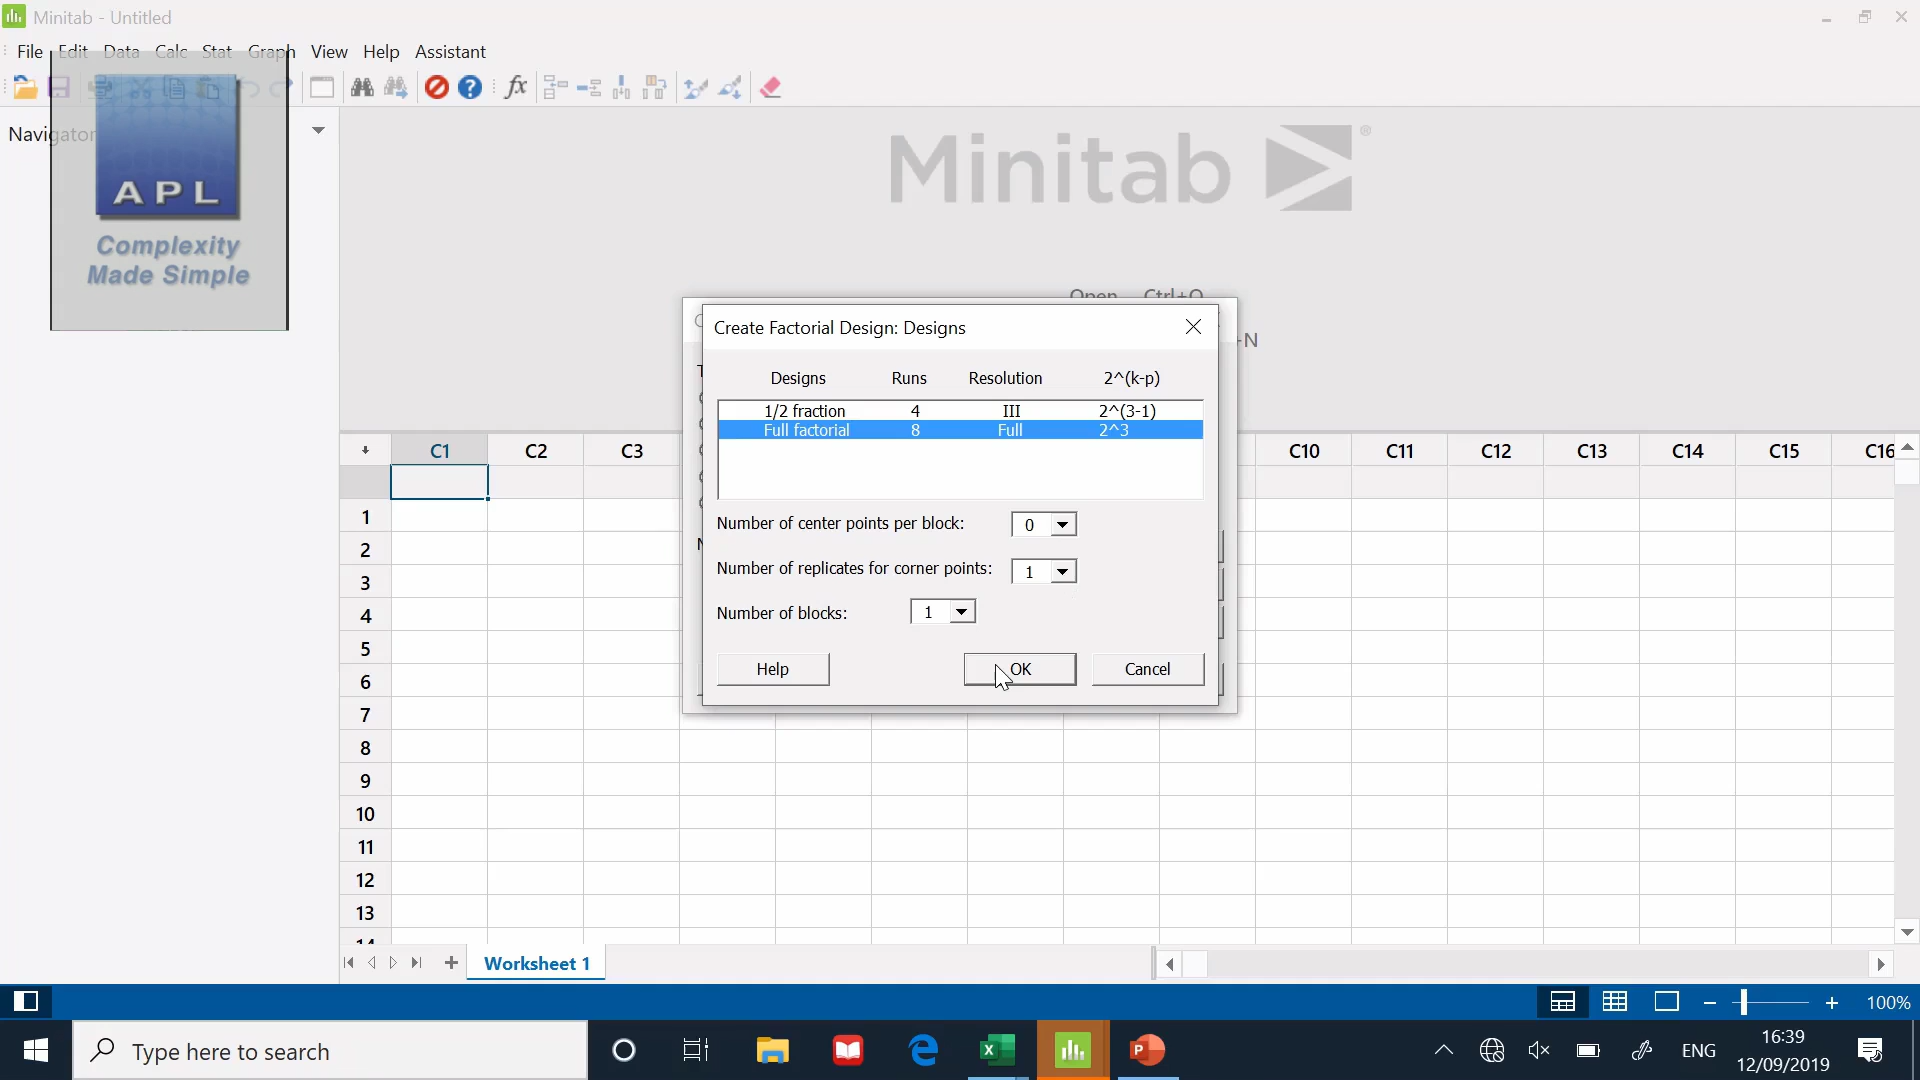 Minitab - Untitled
File Edit Data Calc Stat Graph View Help Assistant
fx
Navigator
APL
Complexity
Made Simple
Minitab ®
Open Ctrl+O
-N
Create Factorial Design: Designs
Designs Runs Resolution 2^(k-p)
1/2 fraction 4 III 2^(3-1)
Full factorial 8 Full 2^3
Number of center points per block: 0
Number of replicates for corner points: 1
Number of blocks: 1
Help OK Cancel
C1 C2 C3 C10 C11 C12 C13 C14 C15 C16
1
2
3
4
5
6
7
8
9
10
11
12
13
14
Worksheet 1
100%
Type here to search
ENG
16:39
12/09/2019